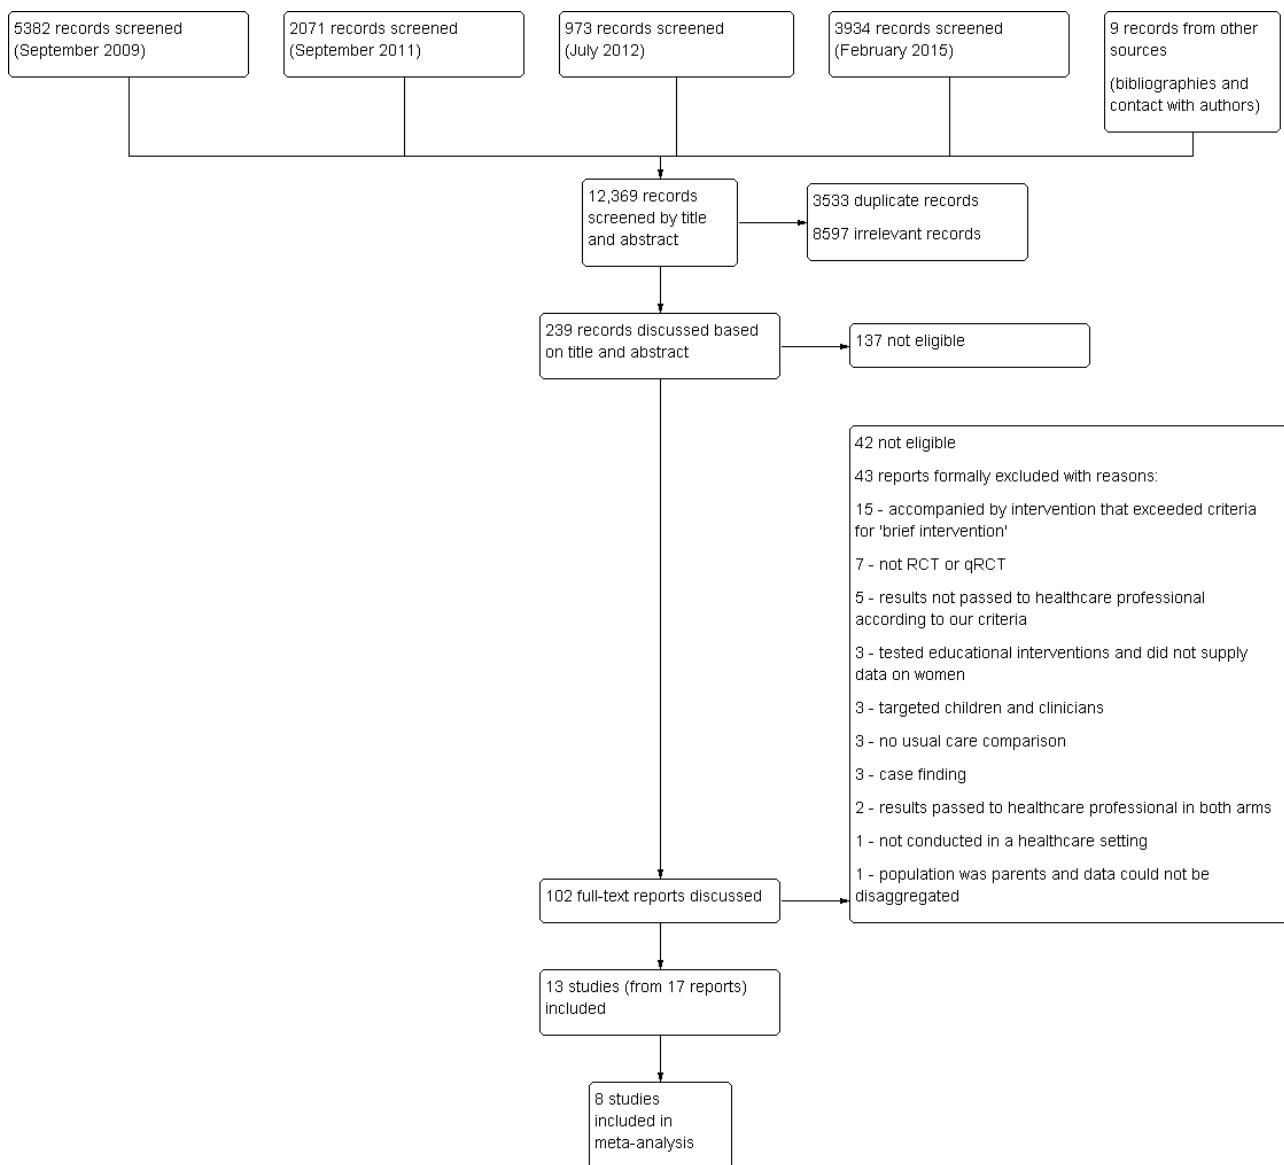 5382 records screened
(September 2009)
2071 records screened
(September 2011)
973 records screened
(July 2012)
3934 records screened
(February 2015)
9 records from other
sources
(bibliographies and
contact with authors)
12,369 records
screened by title
and abstract
3533 duplicate records
8597 irrelevant records
239 records discussed based
on title and abstract
137 not eligible
42 not eligible
43 reports formally excluded with reasons:
15 - accompanied by intervention that exceeded criteria
for 'brief intervention'
7 - not RCT or qRCT
5 - results not passed to healthcare professional
according to our criteria
3 - tested educational interventions and did not supply
data on women
3 - targeted children and clinicians
3 - no usual care comparison
3 - case finding
2 - results passed to healthcare professional in both arms
1 - not conducted in a healthcare setting
1 - population was parents and data could not be
disaggregated
102 full-text reports discussed
13 studies (from 17 reports)
included
8 studies
included in
meta-analysis